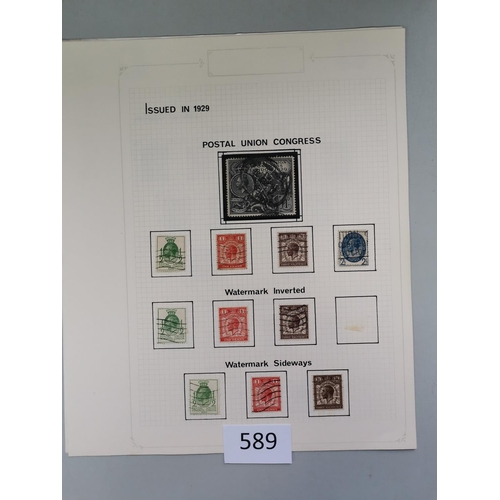 ISSUED IN 1929
POSTAL UNION CONGRESS
Watermark Inverted
Watermark Sideways
589